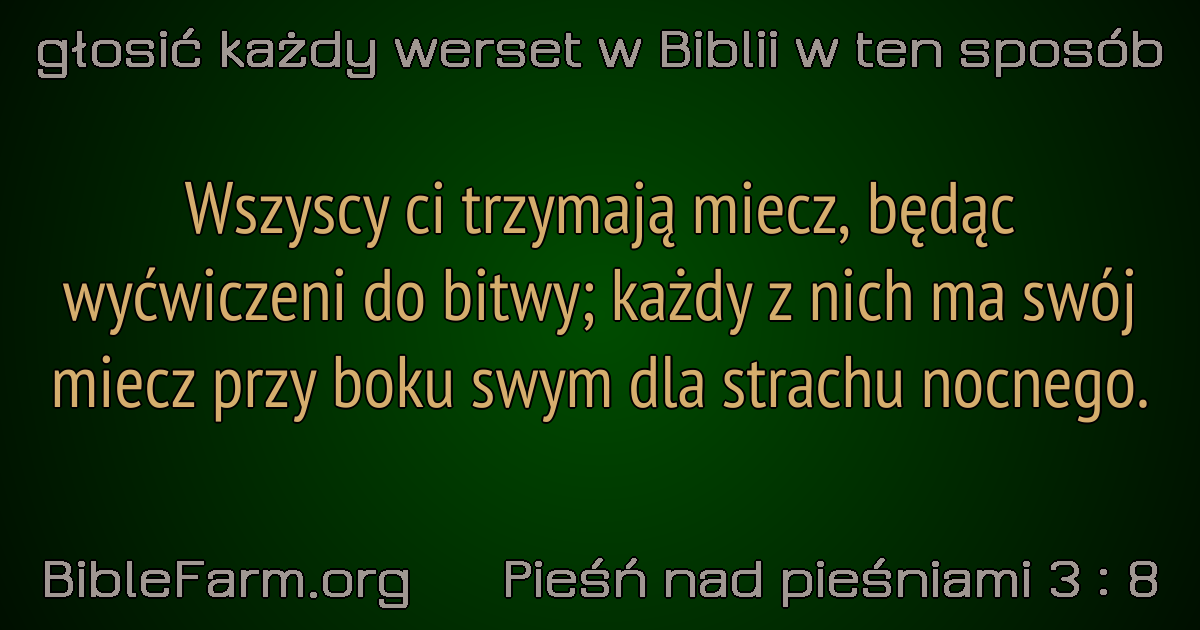 głosić każdy werset w Biblii w ten sposób
Wszyscy ci trzymają miecz, będąc
wyćwiczeni do bitwy; każdy z nich ma swój
miecz przy boku swym dla strachu nocnego.
BibleFarm.org Pieśń nad pieśniami 3 : 8